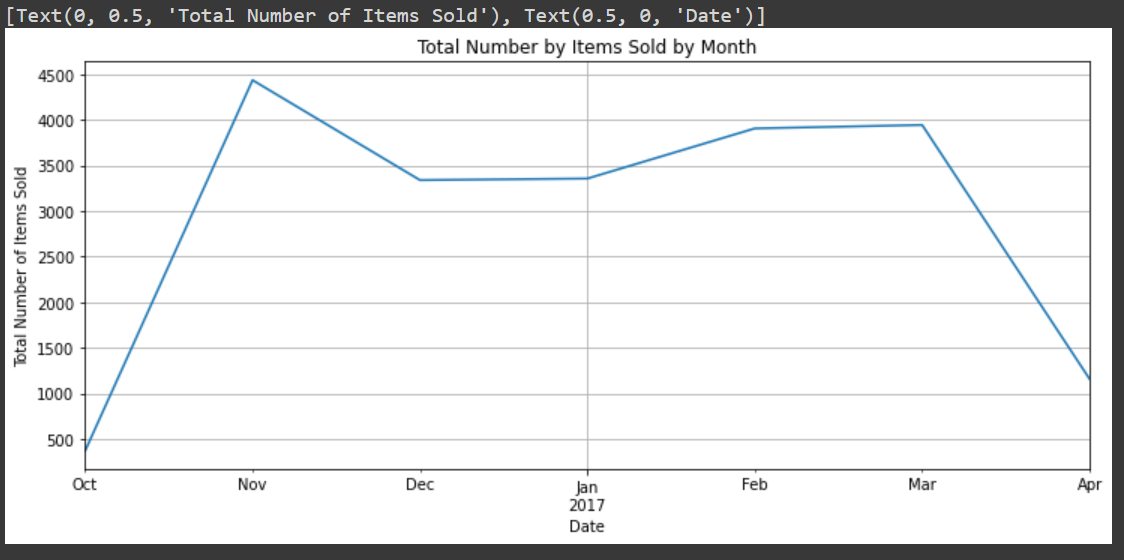 [Text(0, 0.5, 'Total Number of Items Sold'), Text(0.5, 0, 'Date')]
Total Number by Items Sold by Month
Total Number of Items Sold
4500
4000
3500
3000
2500
2000
1500
1000
500
Oct Nov Dec Jan Feb Mar Apr
2017
Date